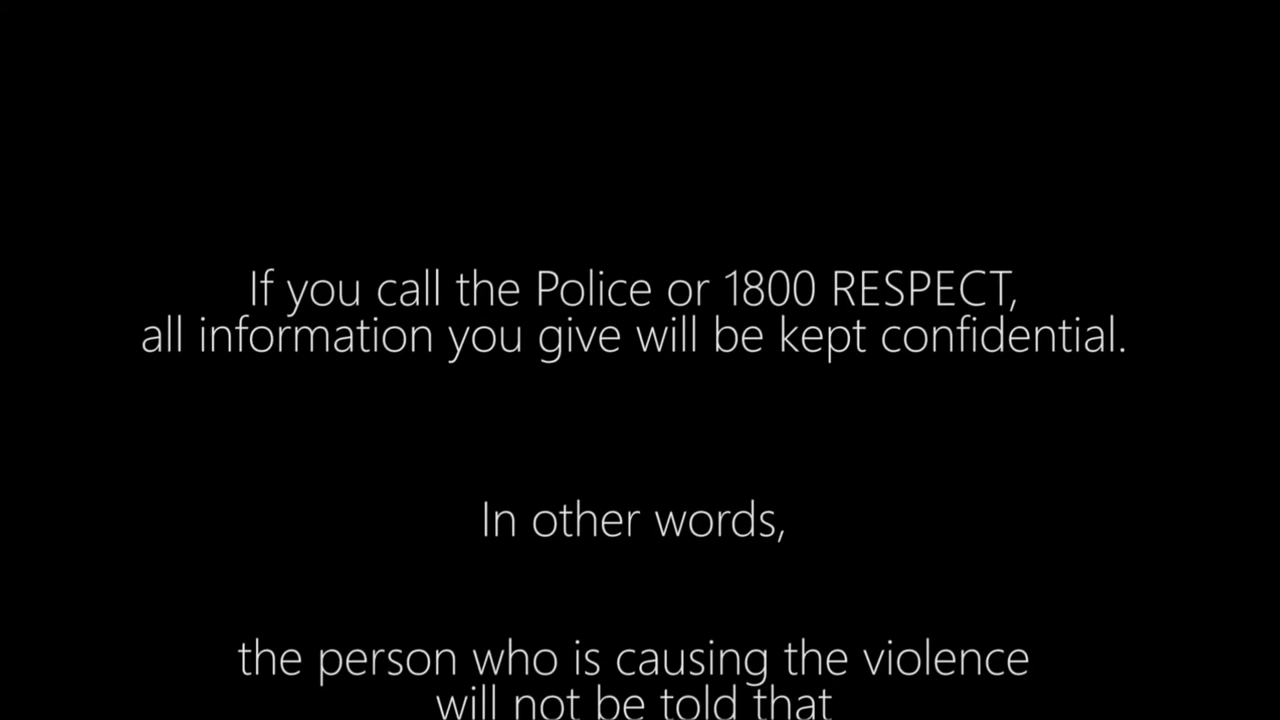 If you call the Police or 1800 RESPECT,
all information you give will be kept confidential.
In other words,
the person who is causing the violence
will not be told that